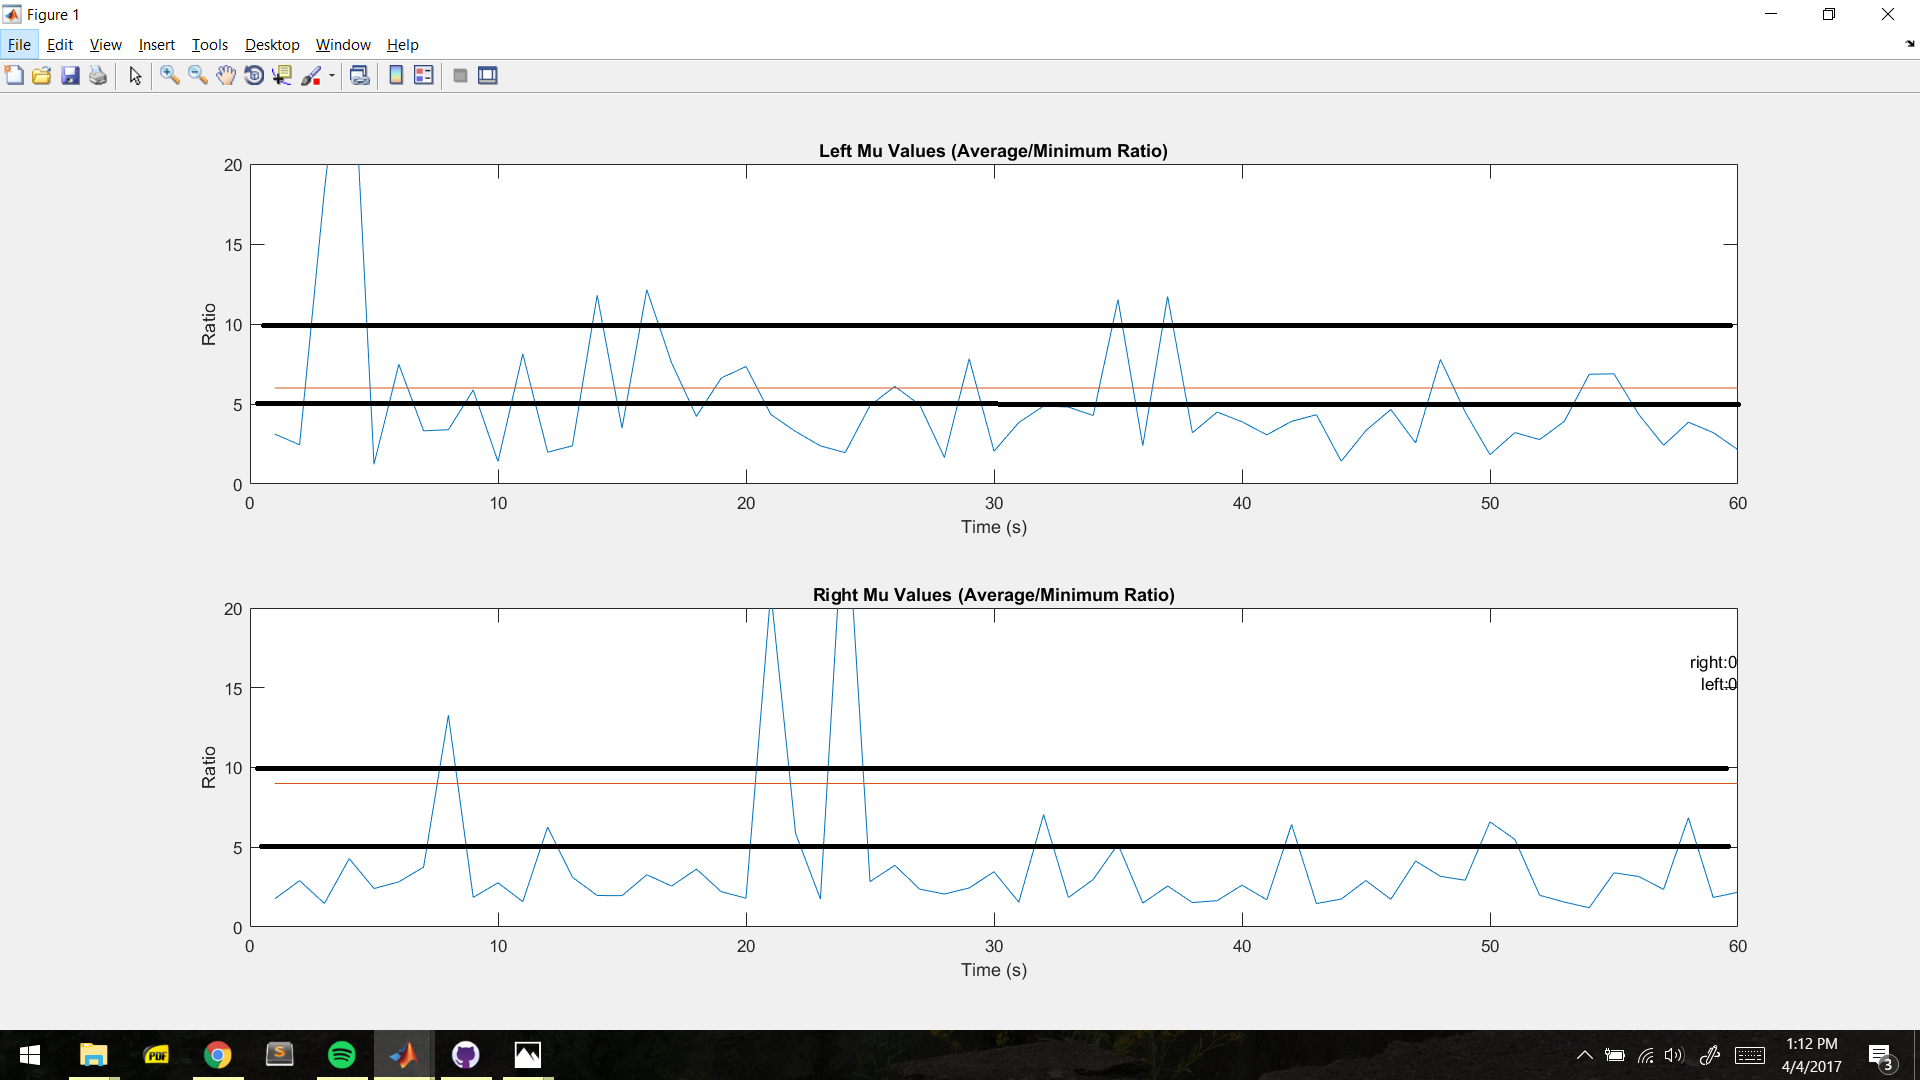 Figure 1
File Edit View Insert Tools Desktop Window Help
Left Mu Values (Average/Minimum Ratio)
20
15
10
5
0
Ratio
0 10 20 30 40 50 60
Time (s)
Right Mu Values (Average/Minimum Ratio)
20
15
10
5
0
Ratio
right:0
left:0
0 10 20 30 40 50 60
Time (s)
PDF
S
1:12 PM
4/4/2017
3